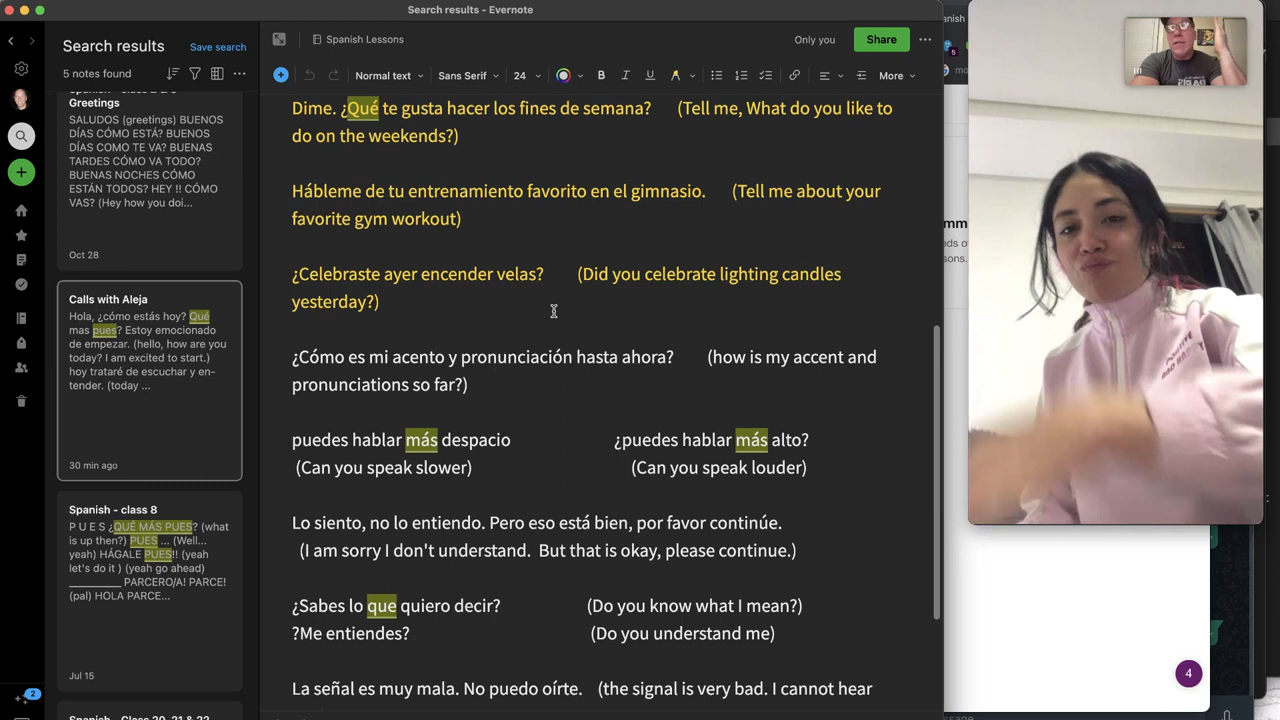 Search results - Evernote
Search results
Save search
5 notes found
Greetings
SALUDOS (greetings) BUENOS
DÍAS CÓMO ESTÁ? BUENOS
DÍAS COMO TE VA? BUENAS
TARDES CÓMO VA TODO?
BUENAS NOCHES CÓMO
ESTÁN TODOS? HEY !! CÓMO
VAS? (Hey how you doi...
Oct 28
Calls with Aleja
Hola, ¿cómo estás hoy? Qué
mas pues? Estoy emocionado
de empezar. (hello, how are you
today? I am excited to start.)
hoy trataré de escuchar y en-
tender. (today ...
30 min ago
Spanish - class 8
P U E S ¿QUÉ MÁS PUES? (what
is up then?) PUES ... (Well...
yeah) HÁGALE PUES!! (yeah
let's do it ) (yeah go ahead)
________ PARCERO/A! PARCE!
(pal) HOLA PARCE...
Jul 15
Spanish - Class 20, 21 & 22
2
Spanish Lessons
Only you
Share
Normal text
Sans Serif
24
B
I
U
A
More
Dime. ¿Qué te gusta hacer los fines de semana? (Tell me, What do you like to
do on the weekends?)
Hábleme de tu entrenamiento favorito en el gimnasio. (Tell me about your
favorite gym workout)
¿Celebraste ayer encender velas? (Did you celebrate lighting candles
yesterday?)
¿Cómo es mi acento y pronunciación hasta ahora? (how is my accent and
pronunciations so far?)
puedes hablar más despacio ¿puedes hablar más alto?
(Can you speak slower) (Can you speak louder)
Lo siento, no lo entiendo. Pero eso está bien, por favor continúe.
(I am sorry I don't understand. But that is okay, please continue.)
¿Sabes lo que quiero decir? (Do you know what I mean?)
?Me entiendes? (Do you understand me)
La señal es muy mala. No puedo oírte. (the signal is very bad. I cannot hear
4